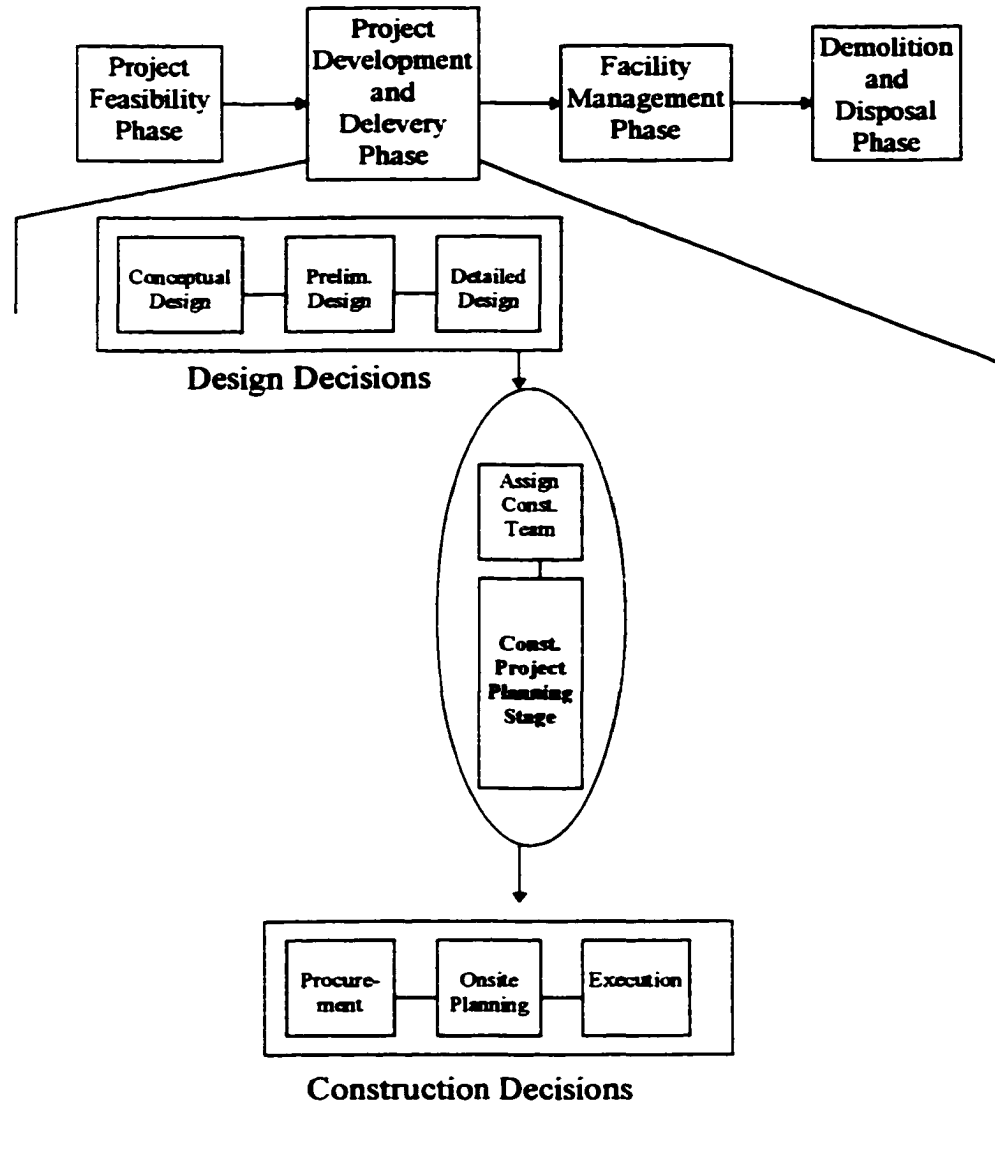 Project
Feasibility
Phase
Project
Development
and
Delevery
Phase
Facility
Management
Phase
Demolition
and
Disposal
Phase
Conceptual
Design
Prelim.
Design
Detailed
Design
Design Decisions
Assign
Const.
Team
Const.
Project
Planning
Stage
Procure-
ment
Onsite
Planning
Execution
Construction Decisions